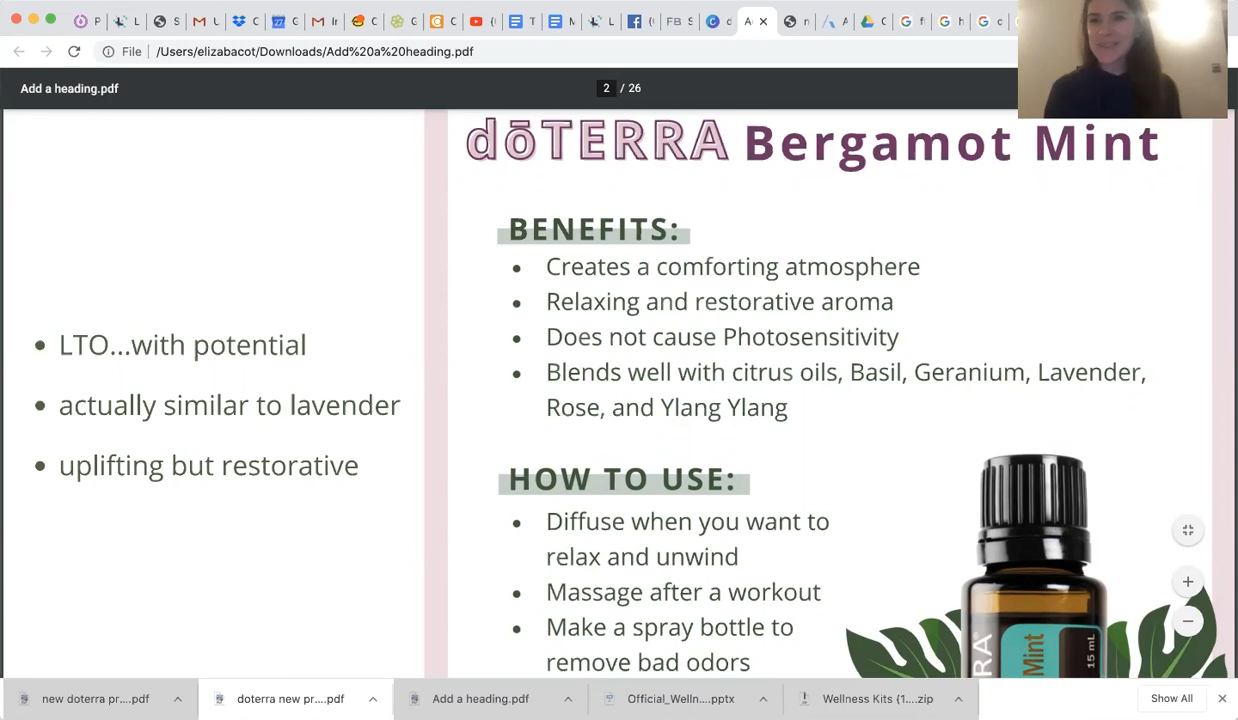 P
L
S
M U
C
G
M Ir
C
G
C
C
T
M
L
(
FB S
d
A
n
A
C
G f
G h
G c
File | /Users/elizabacot/Downloads/Add%20a%20heading.pdf
Add a heading.pdf
2 / 26
dōTERRA Bergamot Mint
BENEFITS:
• Creates a comforting atmosphere
• Relaxing and restorative aroma
• Does not cause Photosensitivity
• Blends well with citrus oils, Basil, Geranium, Lavender,
Rose, and Ylang Ylang
• LTO...with potential
• actually similar to lavender
• uplifting but restorative
HOW TO USE:
• Diffuse when you want to
relax and unwind
• Massage after a workout
• Make a spray bottle to
remove bad odors
RRA®
Mint
15 mL
new doterra pr....pdf
doterra new pr....pdf
Add a heading.pdf
Official_Welln....pptx
Wellness Kits {1....zip
Show All